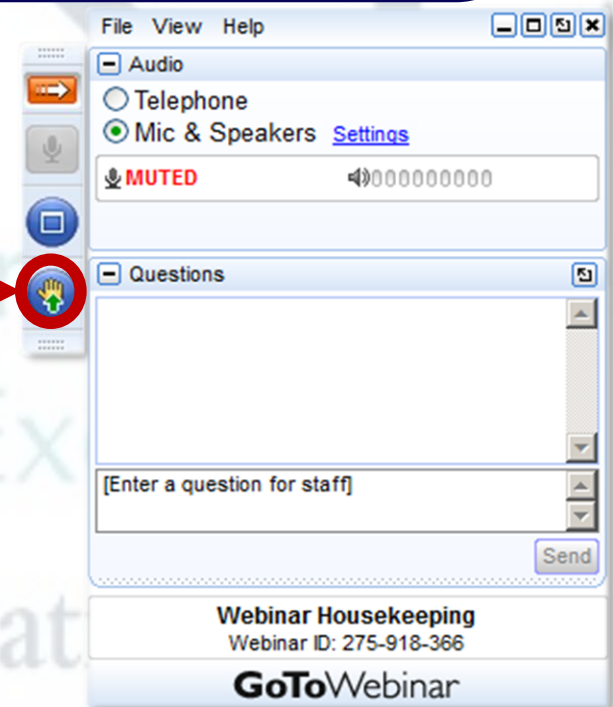 File View Help
Audio
Telephone
Mic & Speakers Settings
MUTED 000000000
Questions
[Enter a question for staff]
Send
Webinar Housekeeping
Webinar ID: 275-918-366
GoToWebinar